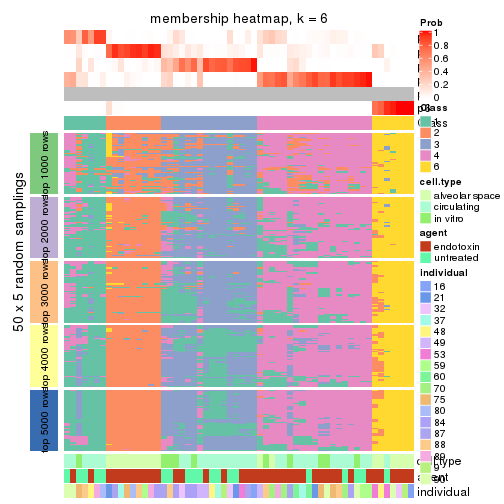 membership heatmap, k = 6
Prob
1
0.8
0.6
0.4
0.2
0
Class
1
2
3
4
6
cell.type
alveolar space
circulating
in vitro
agent
endotoxin
untreated
individual
16
21
32
37
48
49
53
59
60
70
75
80
84
87
88
89
9
90
50 x 5 random samplings
top 1000 rows
top 2000 rows
top 3000 rows
top 4000 rows
top 5000 rows
cell.type
agent
individual